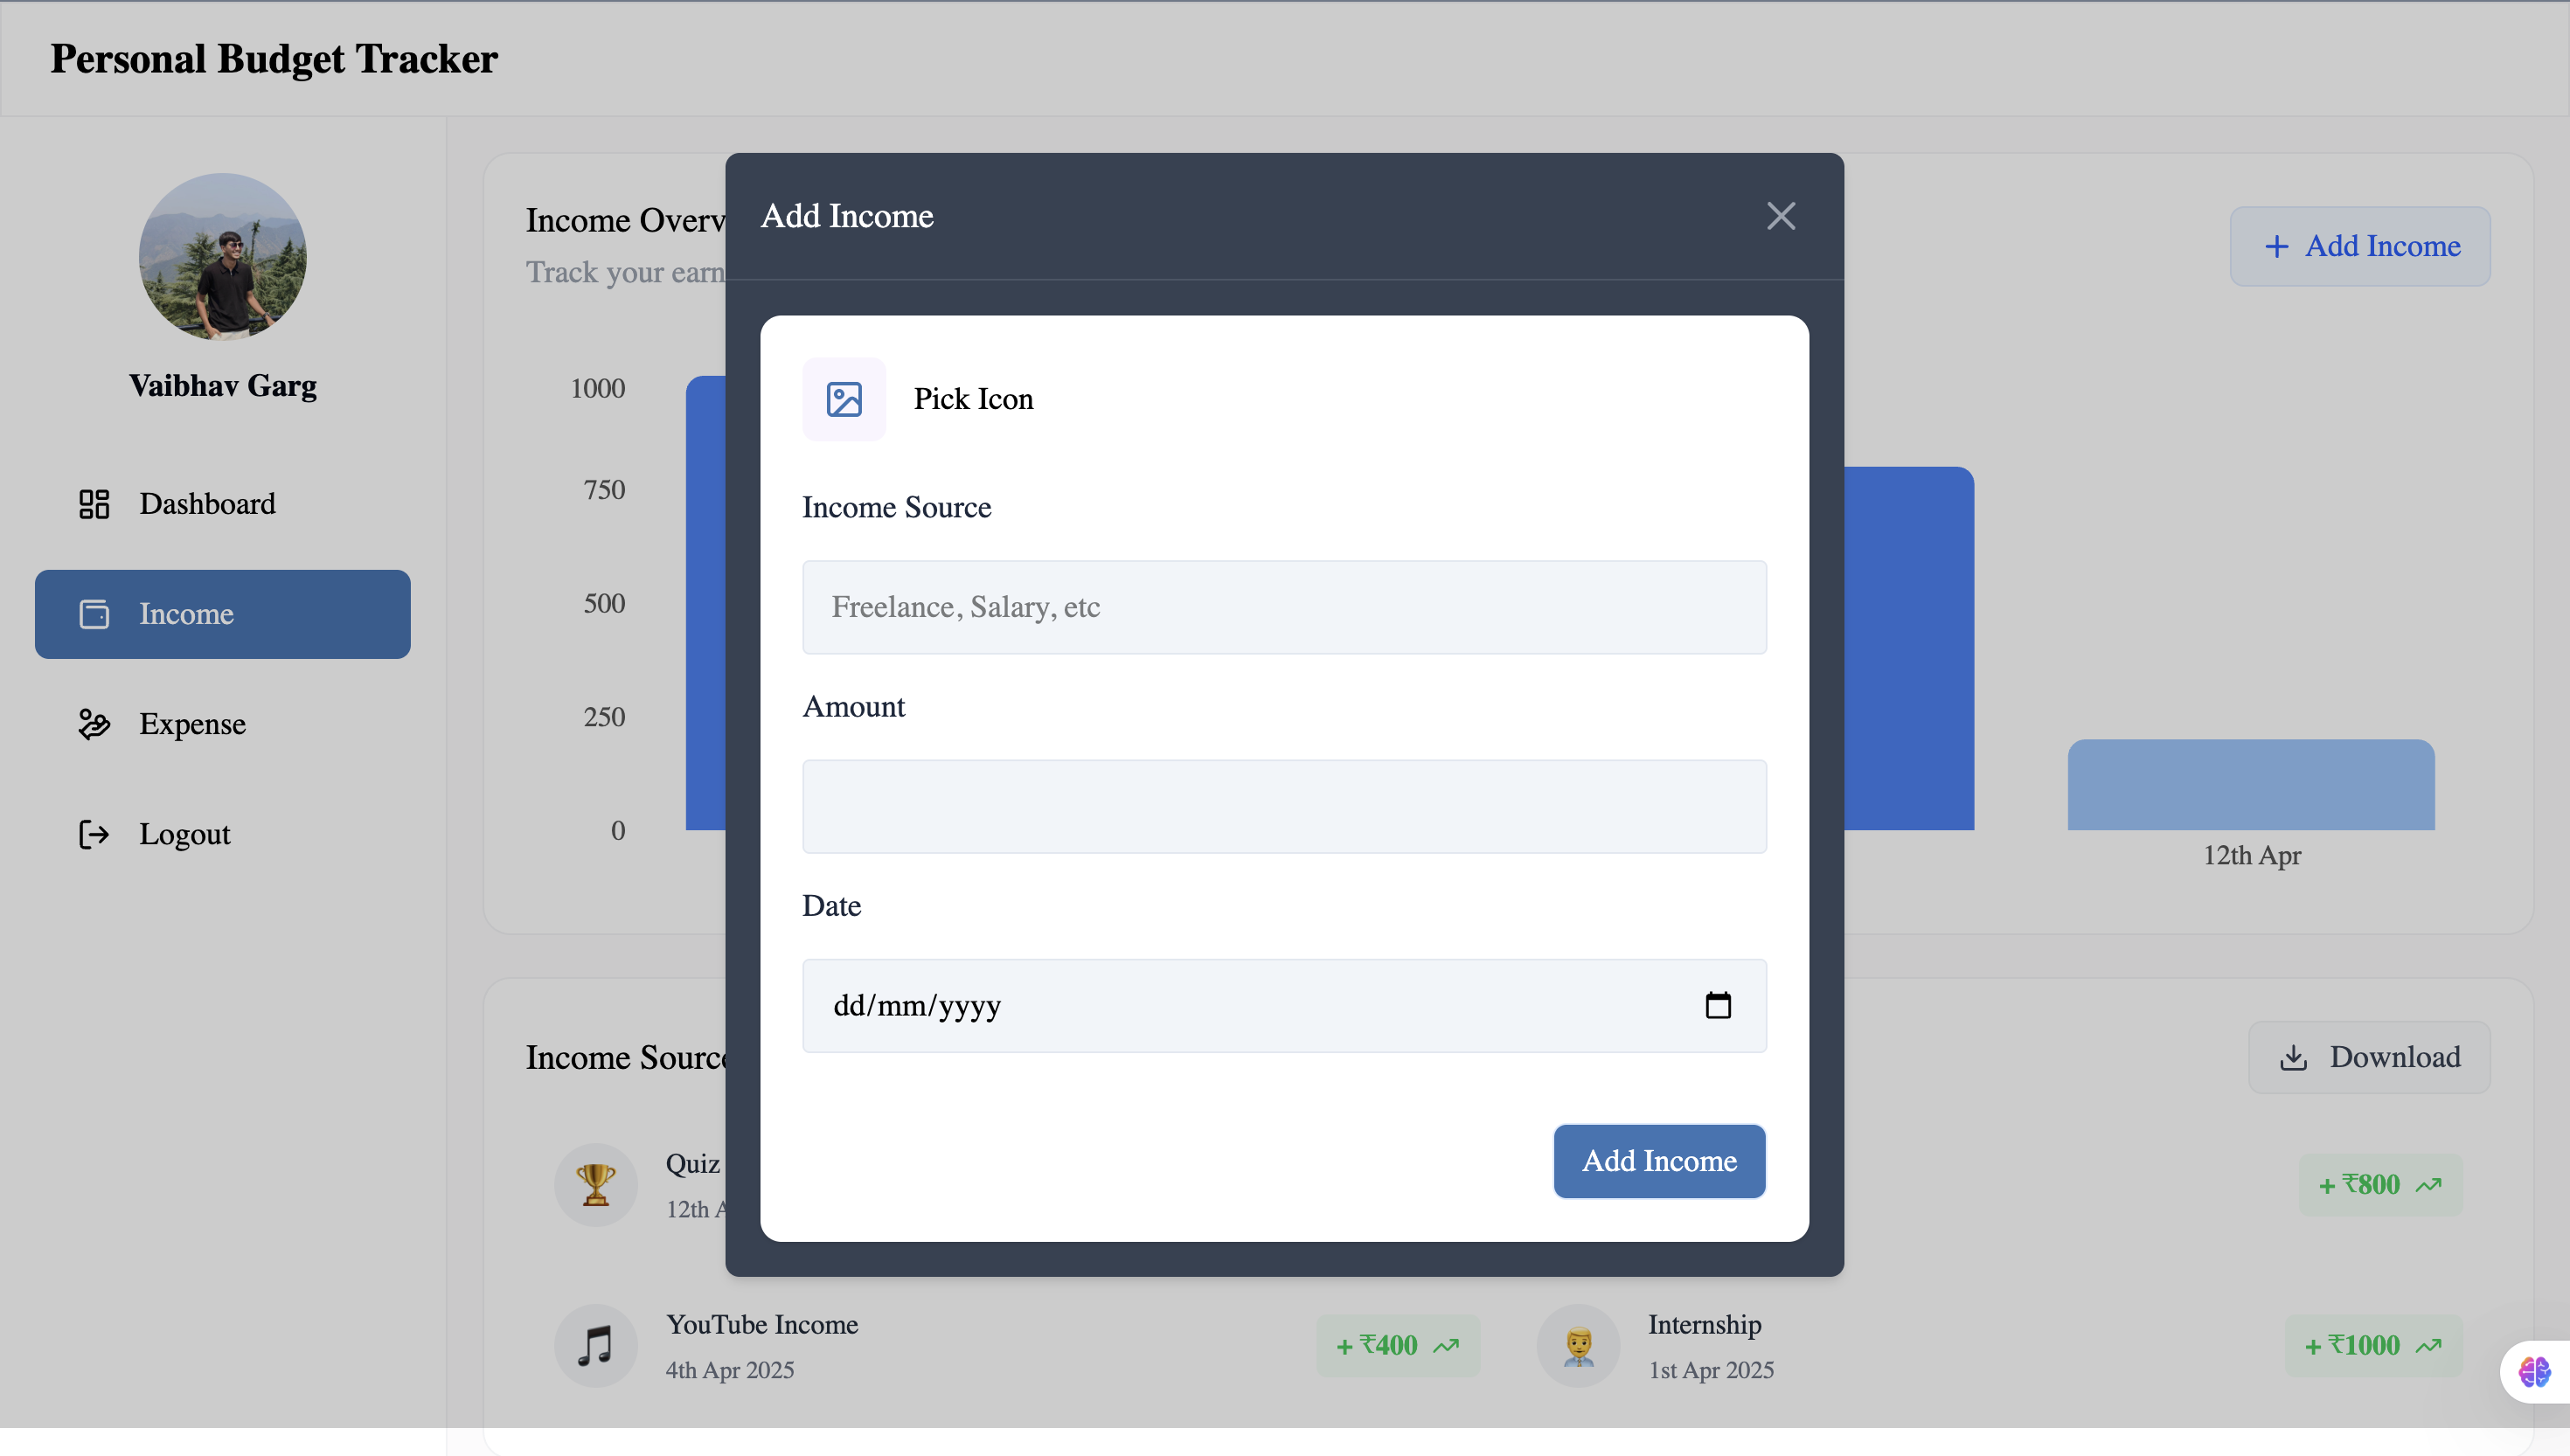 Personal Budget Tracker
Vaibhav Garg
Dashboard
Income
Expense
Logout
Income Overv
Track your earn
+ Add Income
1000
750
500
250
0
12th Apr
Add Income
Pick Icon
Income Source
Freelance, Salary, etc
Amount
Date
dd/mm/yyyy
Add Income
Income Source
Download
Quiz
12th A
+ ₹800
YouTube Income
4th Apr 2025
+ ₹400
Internship
1st Apr 2025
+ ₹1000